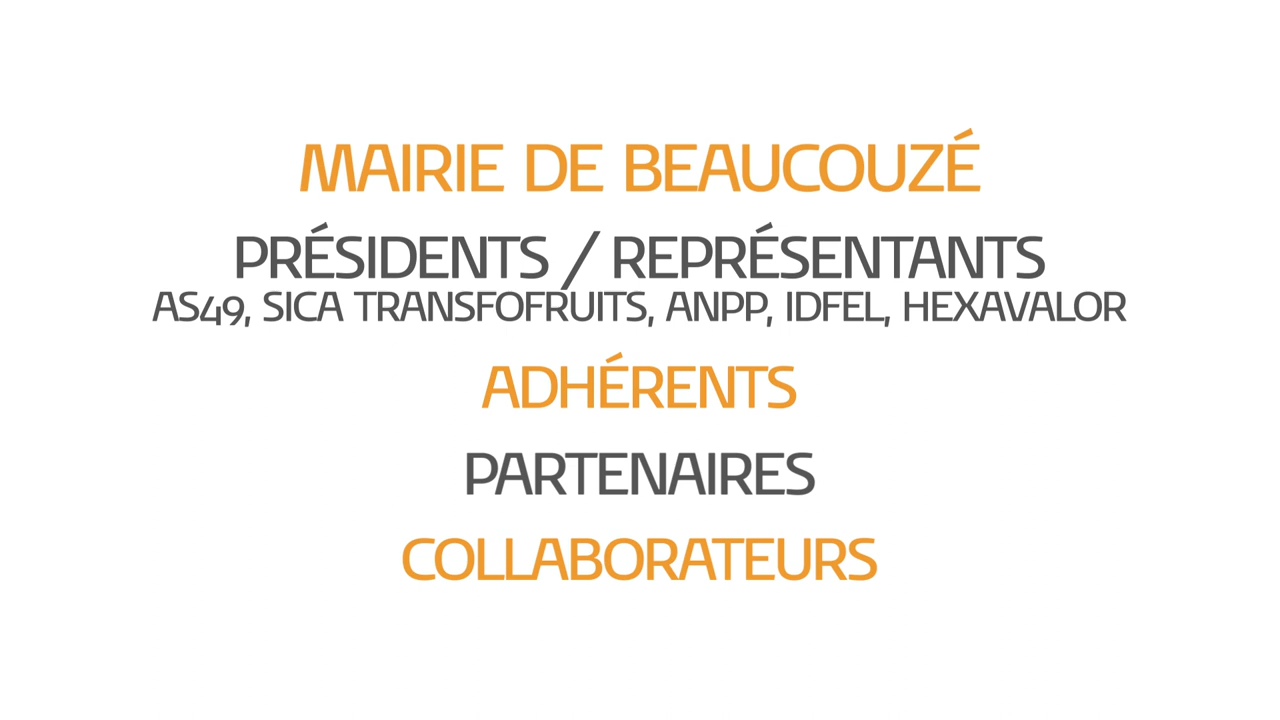 MAIRIE DE BEAUCOUZÉ
PRÉSIDENTS / REPRÉSENTANTS
AS49, SICA TRANSFOFRUITS, ANPP, IDFEL, HEXAVALOR
ADHÉRENTS
PARTENAIRES
COLLABORATEURS